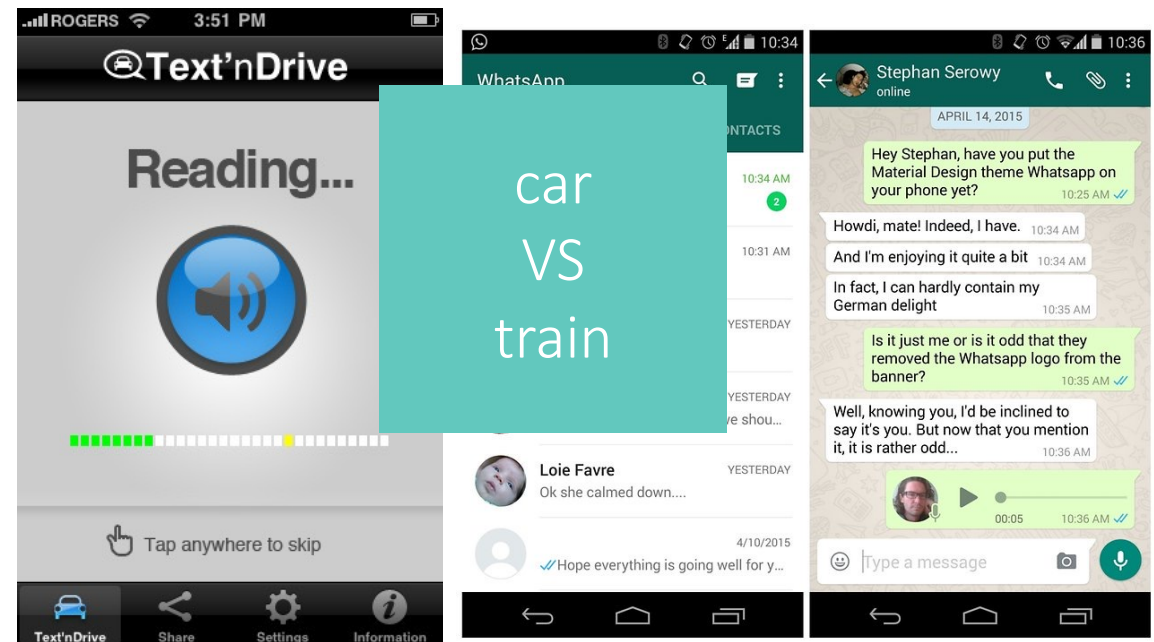 ROGERS 3:51 PM
Text'nDrive
Reading...
Tap anywhere to skip
Text'nDrive Share Settings Information
car
VS
train
10:34
WhatsApp
CONTACTS
10:34 AM
2
10:31 AM
YESTERDAY
YESTERDAY
shou...
Loie Favre YESTERDAY
Ok she calmed down....
4/10/2015
Hope everything is going well for y...
10:36
Stephan Serowy
online
APRIL 14, 2015
Hey Stephan, have you put the
Material Design theme Whatsapp on
your phone yet? 10:25 AM
Howdi, mate! Indeed, I have. 10:34 AM
And I'm enjoying it quite a bit 10:34 AM
In fact, I can hardly contain my
German delight 10:35 AM
Is it just me or is it odd that they
removed the Whatsapp logo from the
banner? 10:35 AM
Well, knowing you, I'd be inclined to
say it's you. But now that you mention
it, it is rather odd... 10:36 AM
00:05 10:36 AM
Type a message